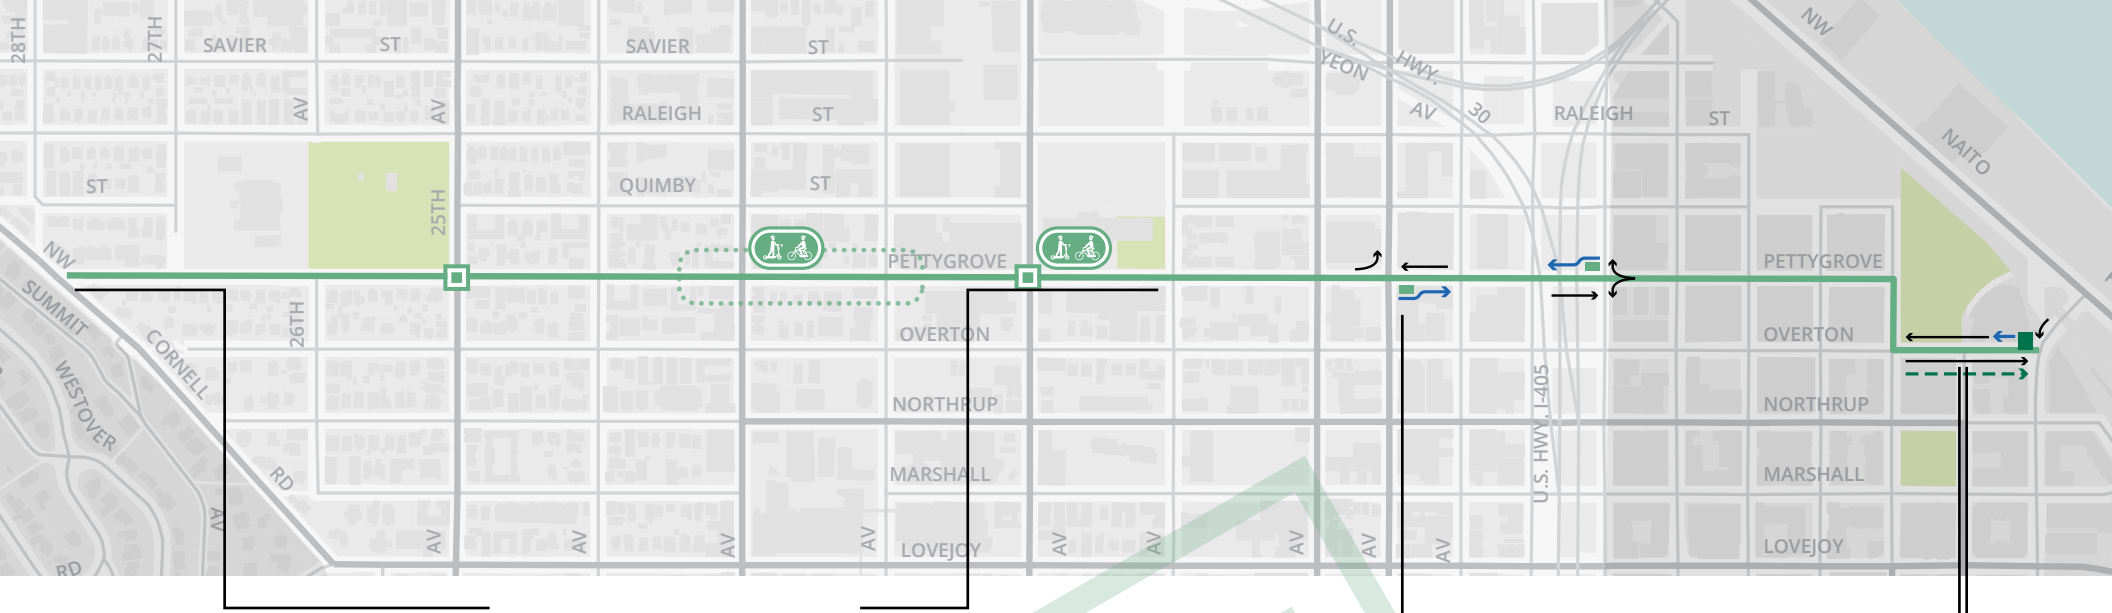 28TH
27TH
SAVIER
ST
SAVIER
ST
U.S.
HWY.
30
NW
YEON
AV
AV
AV
RALEIGH
ST
RALEIGH
ST
NAITO
ST
25TH
QUIMBY
ST
NW
PETTYGROVE
PETTYGROVE
SUMMIT
CORNELL
26TH
OVERTON
OVERTON
WESTOVER
NORTHRUP
U.S. HWY. I-405
NORTHRUP
RD
MARSHALL
MARSHALL
AV
AV
AV
AV
AV
LOVEJOY
AV
AV
AV
AV
AV
LOVEJOY
RD